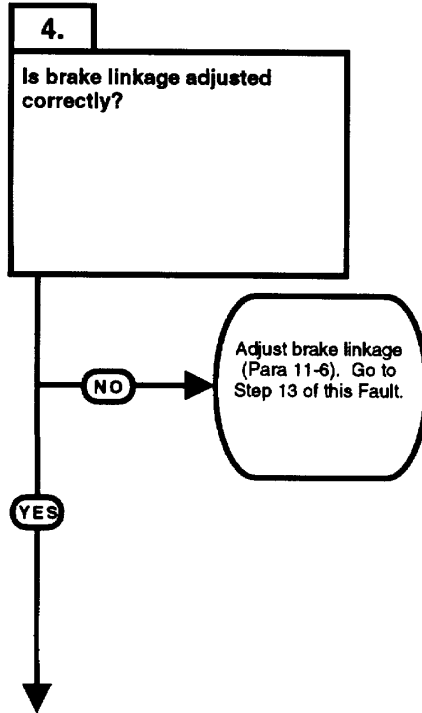 4.
Is brake linkage adjusted
correctly?
Adjust brake linkage
(Para 11-6).  Go to
Step 13 of this Fault.
NO
YES